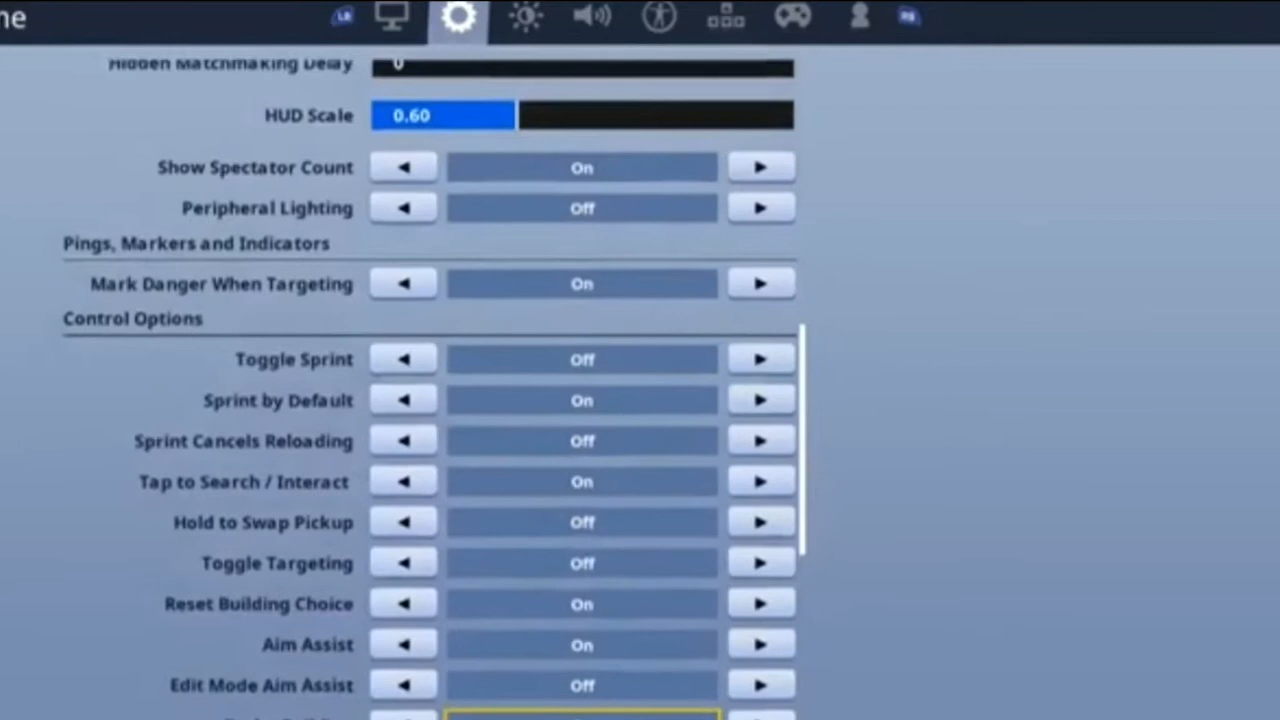 me
LB
RB
Hidden Matchmaking Delay 0
HUD Scale 0.60
Show Spectator Count On
Peripheral Lighting Off
Pings, Markers and Indicators
Mark Danger When Targeting On
Control Options
Toggle Sprint Off
Sprint by Default On
Sprint Cancels Reloading Off
Tap to Search / Interact On
Hold to Swap Pickup Off
Toggle Targeting Off
Reset Building Choice On
Aim Assist On
Edit Mode Aim Assist Off